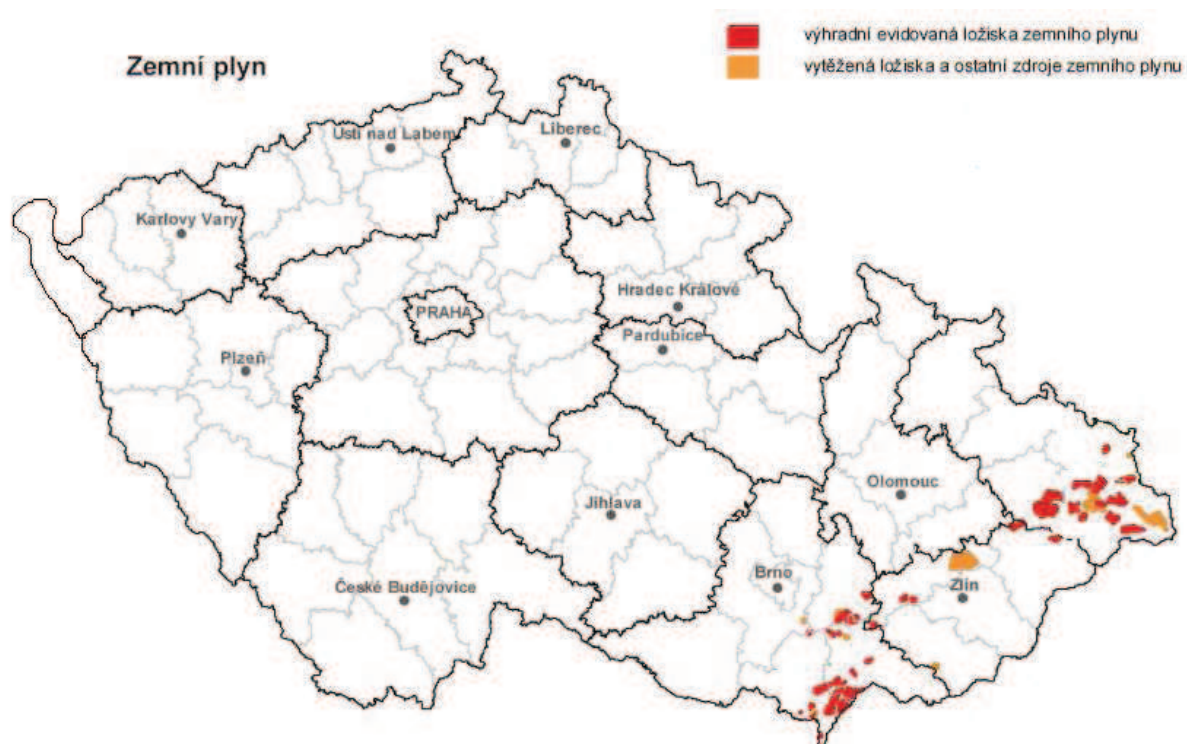 Zemní plyn
výhradní evidovaná ložiska zemního plynu
vytěžená ložiska a ostatní zdroje zemního plynu
Ústí nad Labem
Liberec
Karlovy Vary
Hradec Králové
PRAHA
Pardubice
Plzeň
Olomouc
Jihlava
Brno
Zlín
České Budějovice